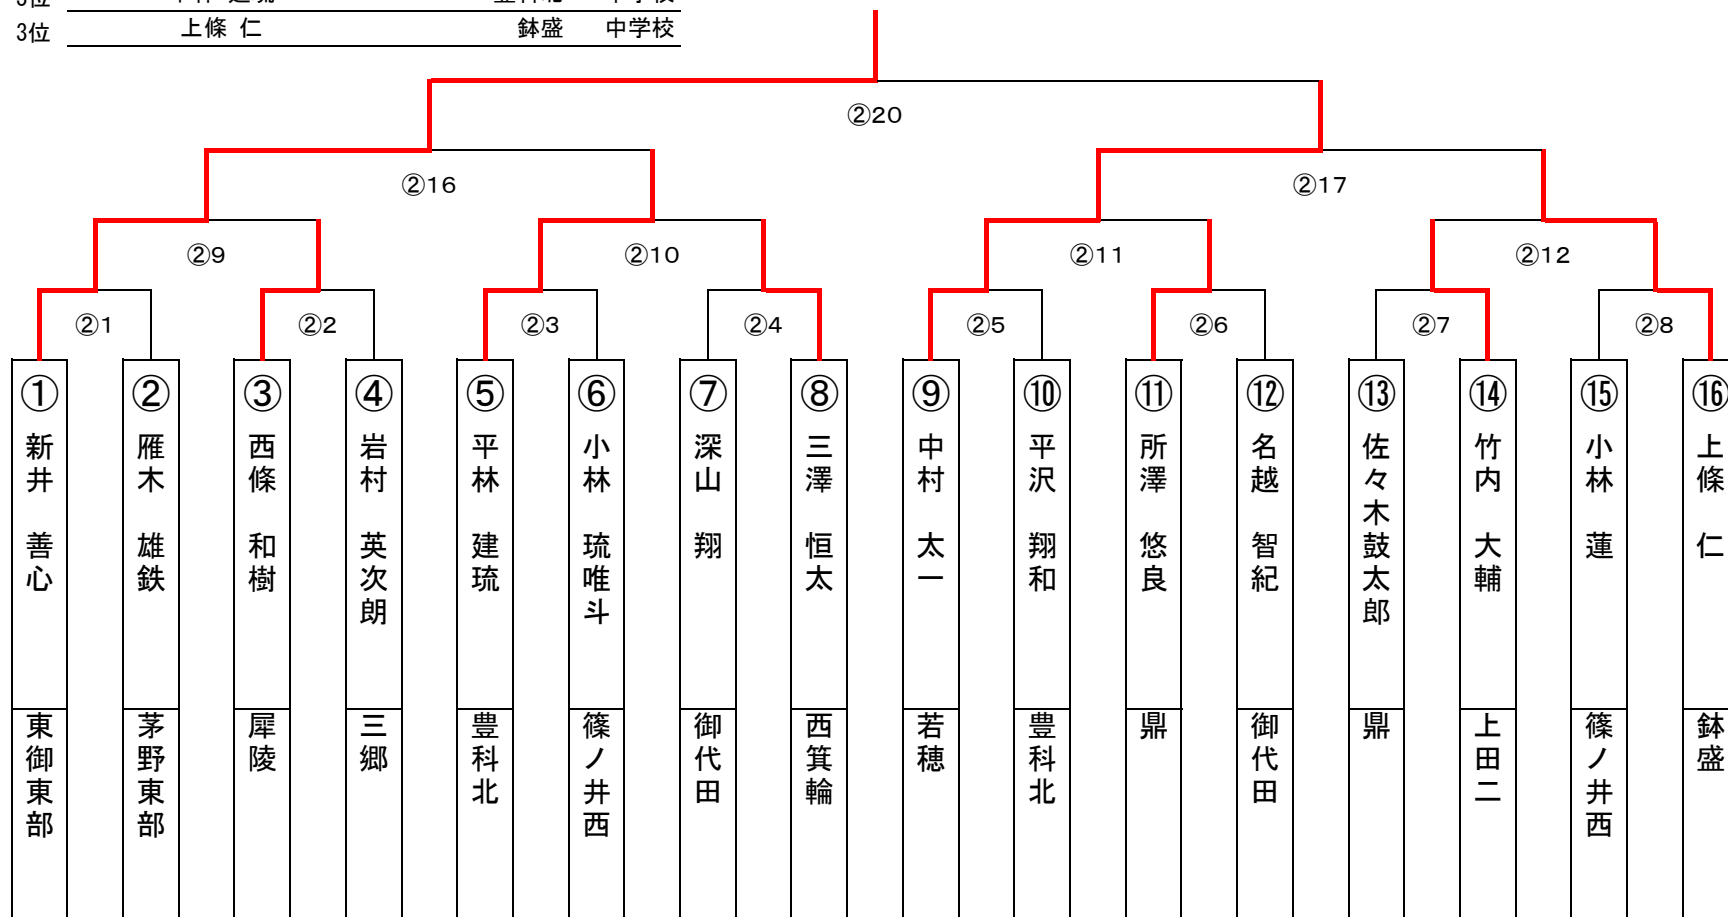 3位 上條 仁 鉢盛 中学校
②20
②16 ②17
②9 ②10 ②11 ②12
②1 ②2 ②3 ②4 ②5 ②6 ②7 ②8
① 新井 善心 東御東部
② 雁木 雄鉄 茅野東部
③ 西條 和樹 犀陵
④ 岩村 英次朗 三郷
⑤ 平林 建琉 豊科北
⑥ 小林 琉唯斗 篠ノ井西
⑦ 深山 翔 御代田
⑧ 三澤 恒太 西箕輪
⑨ 中村 太一 若穂
⑩ 平沢 翔和 豊科北
⑪ 所澤 悠良 鼎
⑫ 名越 智紀 御代田
⑬ 佐々木鼓太郎 鼎
⑭ 竹内 大輔 上田二
⑮ 小林 蓮 篠ノ井西
⑯ 上條 仁 鉢盛